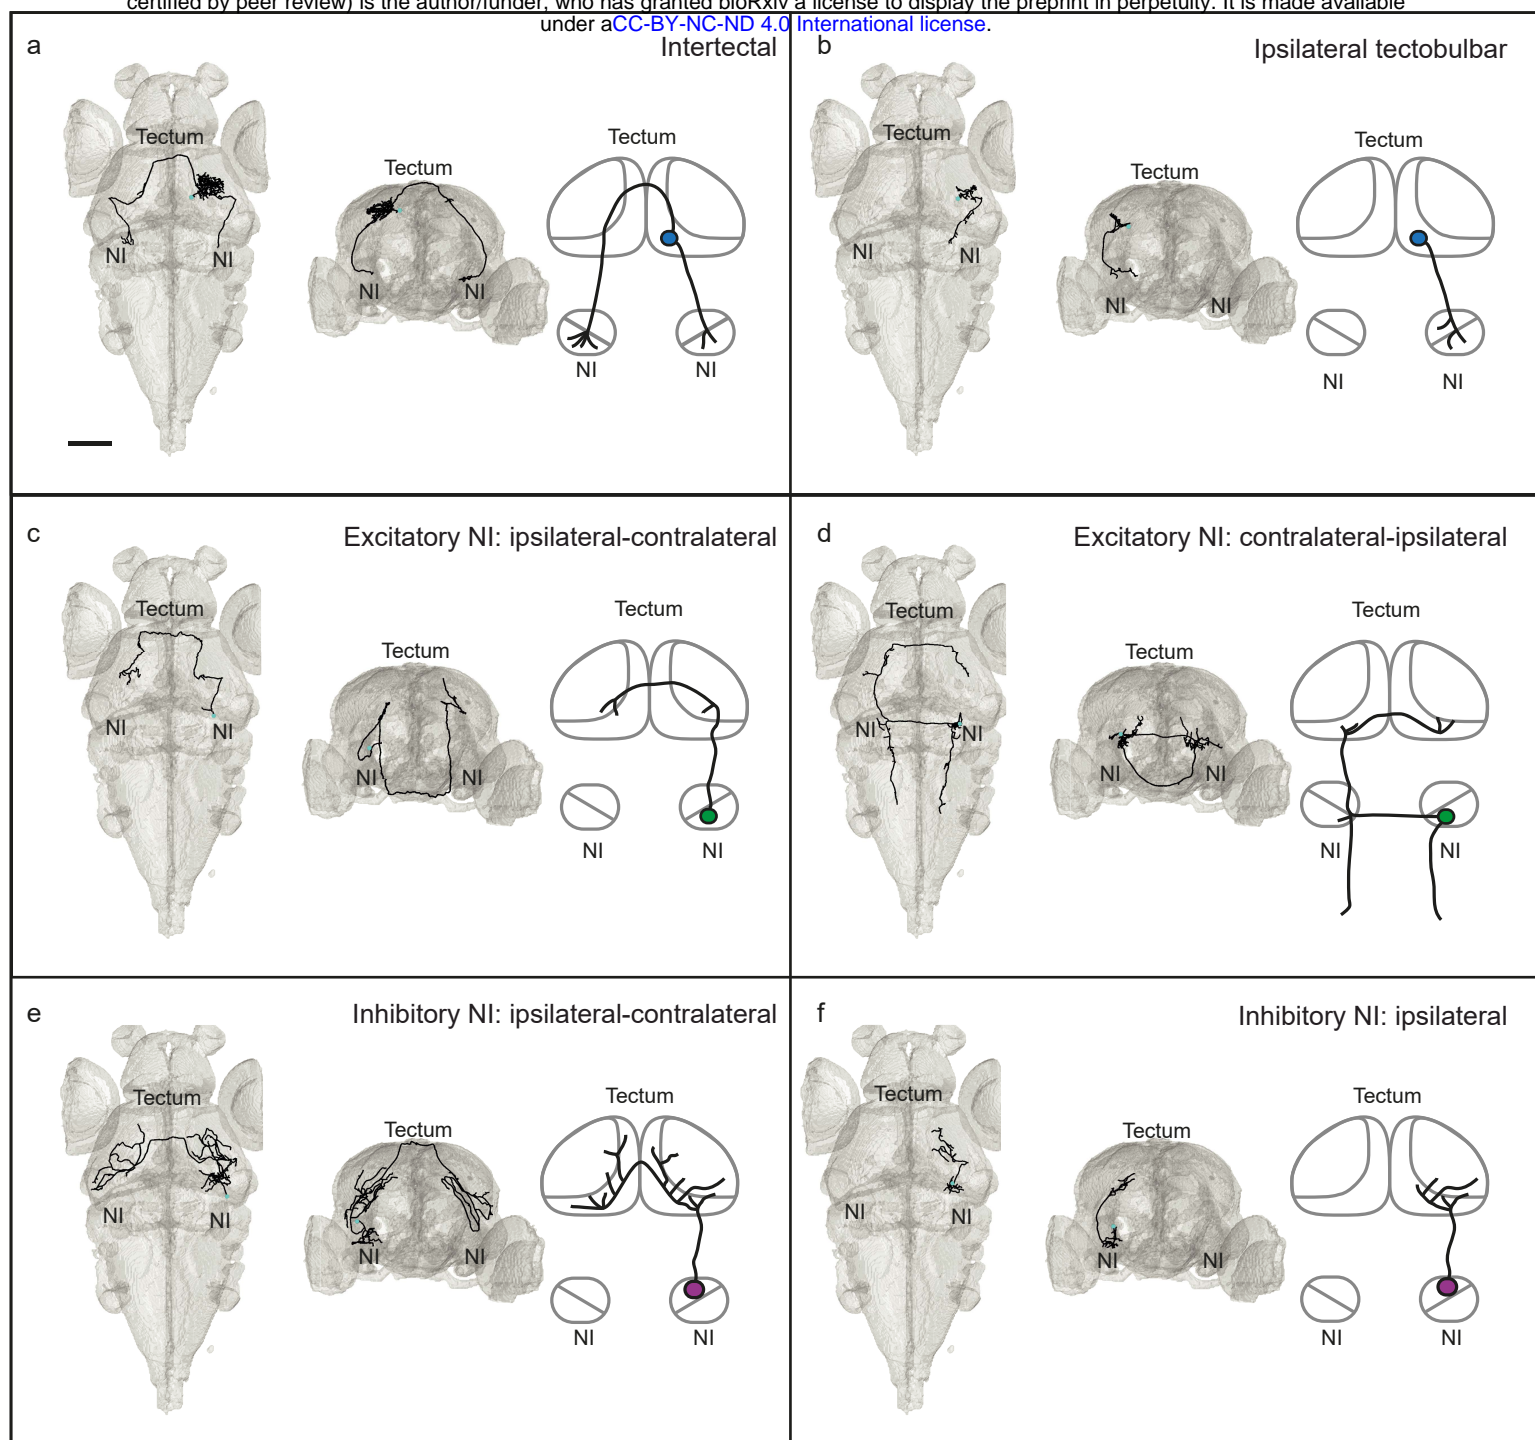 certified by peer review) is the author/funder, who has granted bioRxiv a license to display the preprint in perpetuity. It is made available
under aCC-BY-NC-ND 4.0 International license.
a
Intertectal
Tectum
NI
NI
Tectum
NI
NI
Tectum
NI
NI
b
Ipsilateral tectobulbar
Tectum
NI
NI
Tectum
NI
NI
Tectum
NI
NI
c
Excitatory NI: ipsilateral-contralateral
Tectum
NI
NI
Tectum
NI
NI
Tectum
NI
NI
d
Excitatory NI: contralateral-ipsilateral
Tectum
NI
NI
Tectum
NI
NI
Tectum
NI
NI
e
Inhibitory NI: ipsilateral-contralateral
Tectum
NI
NI
Tectum
NI
NI
Tectum
NI
NI
f
Inhibitory NI: ipsilateral
Tectum
NI
NI
Tectum
NI
NI
Tectum
NI
NI